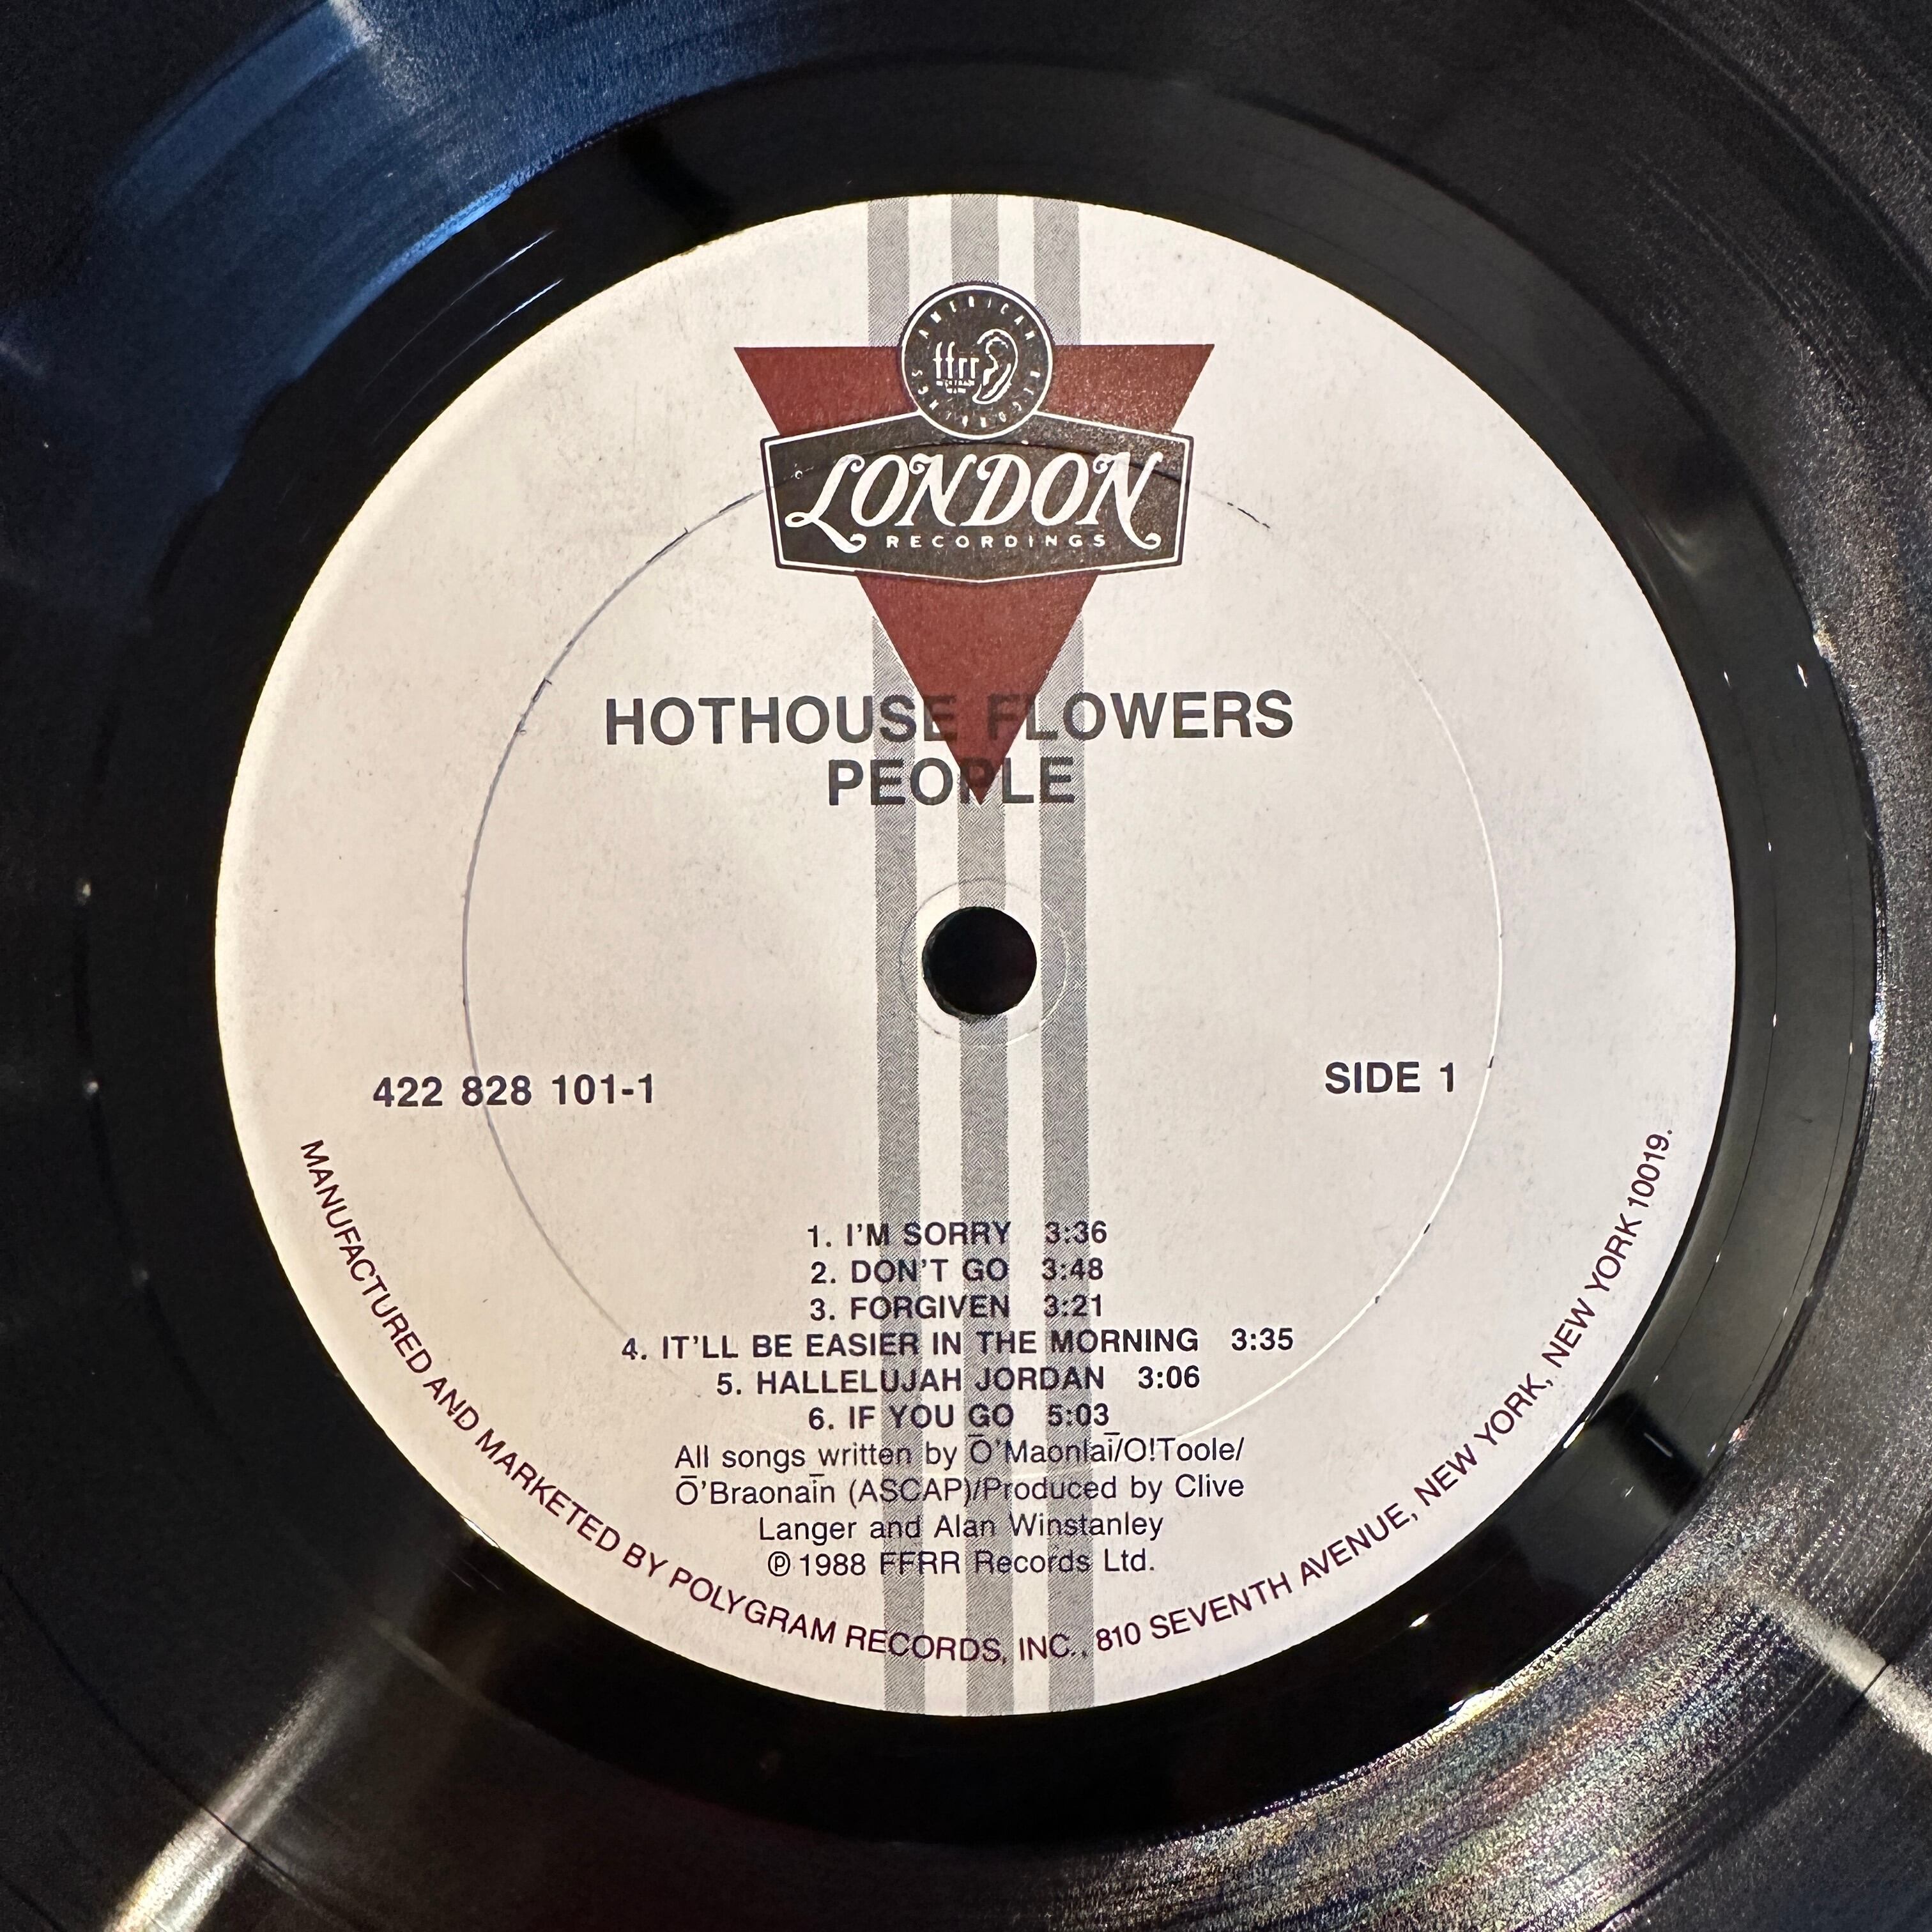 AMERICAN RECORDINGS
ffrr
LONDON
RECORDINGS
HOTHOUSE FLOWERS
PEOPLE
422 828 101-1
SIDE 1
1. I'M SORRY 3:36
2. DON'T GO 3:48
3. FORGIVEN 3:21
4. IT'LL BE EASIER IN THE MORNING 3:35
5. HALLELUJAH JORDAN 3:06
6. IF YOU GO 5:03
All songs written by Ō'Maonlaī/O!Toole/
Ō'Braonaīn (ASCAP)/Produced by Clive
Langer and Alan Winstanley
℗ 1988 FFRR Records Ltd.
MANUFACTURED AND MARKETED BY POLYGRAM RECORDS, INC., 810 SEVENTH AVENUE, NEW YORK, NEW YORK 10019.